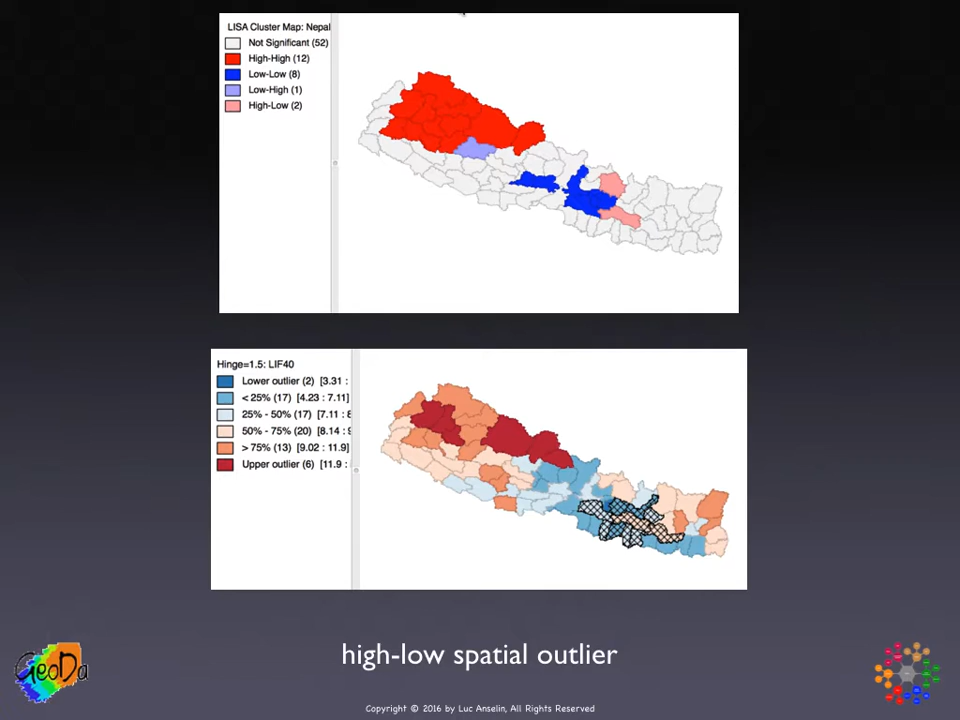 LISA Cluster Map: Nepal
Not Significant (52)
High-High (12)
Low-Low (8)
Low-High (1)
High-Low (2)
Hinge=1.5: LIF40
Lower outlier (2) [3.31 :
< 25% (17) [4.23 : 7.11]
25% - 50% (17) [7.11 :
50% - 75% (20) [8.14 :
> 75% (13) [9.02 : 11.9]
Upper outlier (6) [11.9 :
high-low spatial outlier
GeoDa
Copyright © 2016 by Luc Anselin, All Rights Reserved